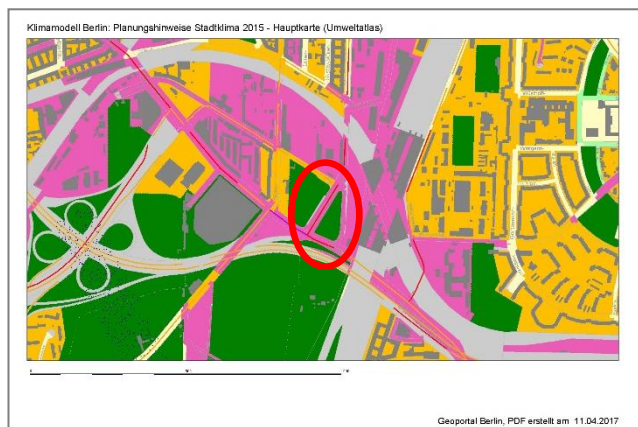 Klimamodell Berlin: Planungshinweise Stadtklima 2015 - Hauptkarte (Umweltatlas)
Geoportal Berlin, PDF erstellt am 11.04.2017